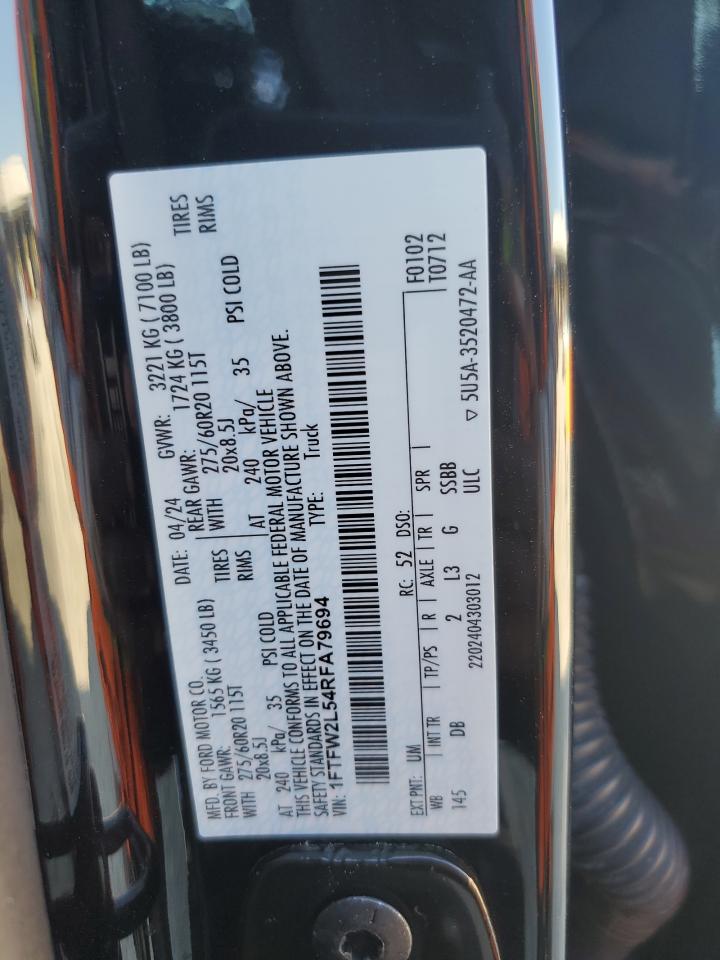 MFD. BY FORD MOTOR CO.
DATE: 04/24 GVWR: 3221 KG ( 7100 LB)
FRONT GAWR: 1565 KG ( 3450 LB) REAR GAWR: 1724 KG ( 3800 LB)
WITH 275/60R20 115T TIRES WITH 275/60R20 115T TIRES
20x8.5J RIMS 20x8.5J RIMS
AT 240 kPa/ 35 PSI COLD AT 240 kPa/ 35 PSI COLD
THIS VEHICLE CONFORMS TO ALL APPLICABLE FEDERAL MOTOR VEHICLE
SAFETY STANDARDS IN EFFECT ON THE DATE OF MANUFACTURE SHOWN ABOVE.
VIN: 1FTFW2L54RFA79694 TYPE: Truck
EXT PNT: UM RC: 52 DSO: F0102
WB INT TR TP/PS R AXLE TR SPR T0712
145 DB 2 L3 G SSBB
2202404303012 ULC ▽ 5U5A-3520472-AA